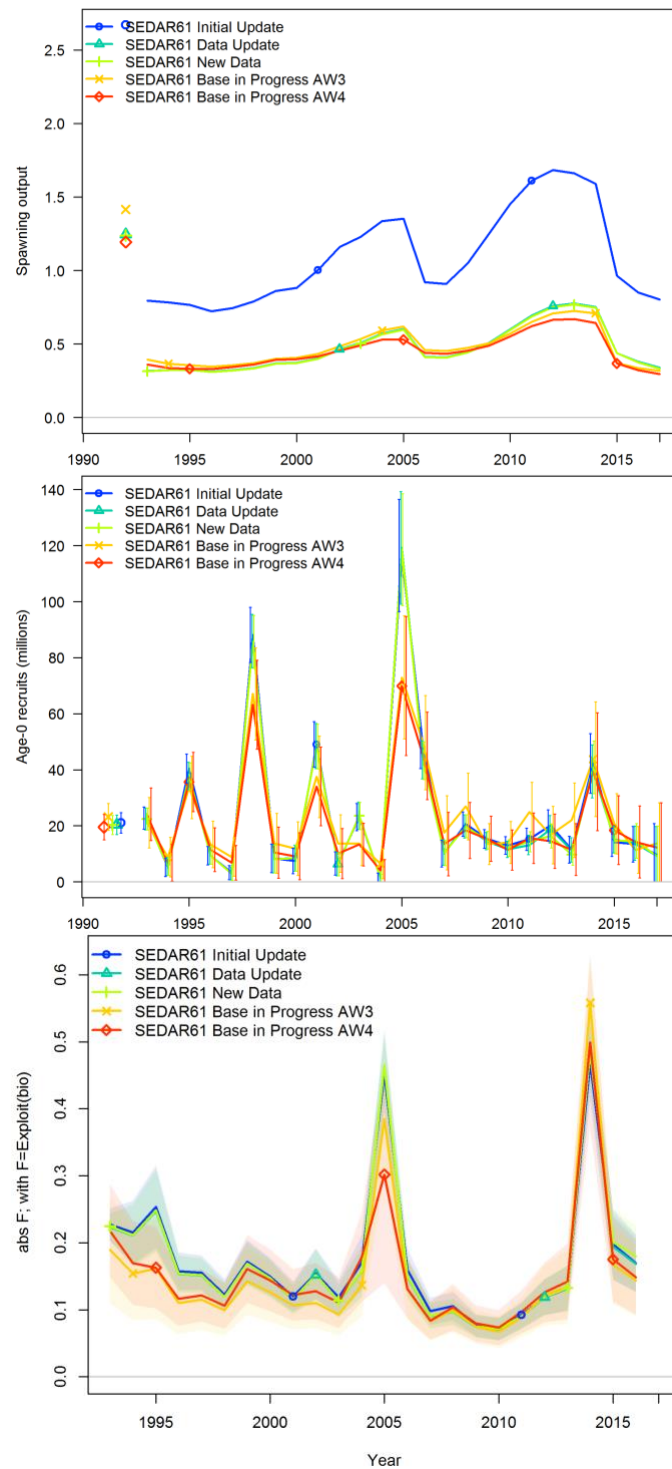 SEDAR61 Initial Update
SEDAR61 Data Update
SEDAR61 New Data
SEDAR61 Base in Progress AW3
SEDAR61 Base in Progress AW4
Spawning output
2.5
2.0
1.5
1.0
0.5
0.0
1990 1995 2000 2005 2010 2015
SEDAR61 Initial Update
SEDAR61 Data Update
SEDAR61 New Data
SEDAR61 Base in Progress AW3
SEDAR61 Base in Progress AW4
Age-0 recruits (millions)
140
120
100
80
60
40
20
0
1990 1995 2000 2005 2010 2015
SEDAR61 Initial Update
SEDAR61 Data Update
SEDAR61 New Data
SEDAR61 Base in Progress AW3
SEDAR61 Base in Progress AW4
abs F; with F=Exploit(bio)
0.6
0.5
0.4
0.3
0.2
0.1
0.0
1995 2000 2005 2010 2015
Year